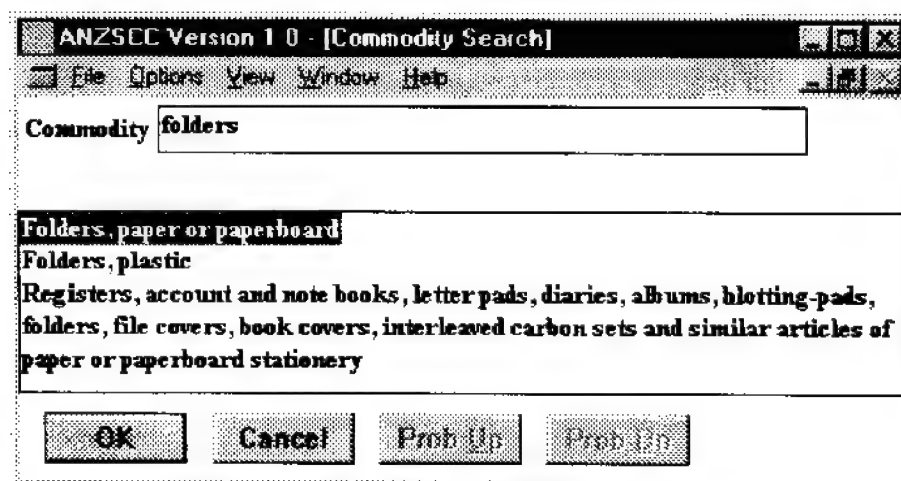 ANZSCC Version 1 0 - [Commodity Search]
File Options View Window Help
Commodity folders
Folders, paper or paperboard
Folders, plastic
Registers, account and note books, letter pads, diaries, albums, blotting-pads,
folders, file covers, book covers, interleaved carbon sets and similar articles of
paper or paperboard stationery
OK Cancel Prob Up Prob Dn